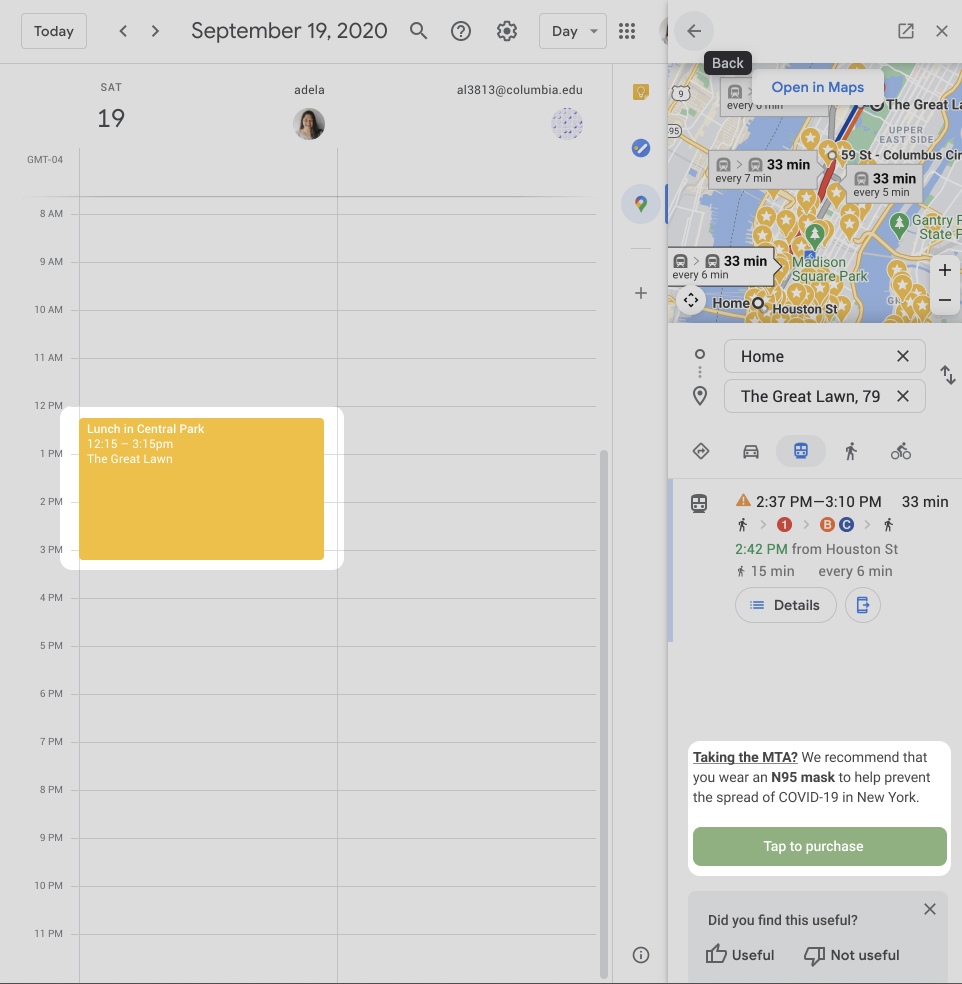 Today
September 19, 2020
Day
Back
SAT
19
adela
al3813@columbia.edu
GMT-04
8 AM
9 AM
10 AM
11 AM
12 PM
1 PM
2 PM
3 PM
4 PM
5 PM
6 PM
7 PM
8 PM
9 PM
10 PM
11 PM
Lunch in Central Park
12:15 – 3:15pm
The Great Lawn
Open in Maps
9
95
The Great La
UPPER
EAST SIDE
59 St - Columbus Cir
33 min
every 7 min
33 min
every 5 min
Gantry P
State P
33 min
every 6 min
Madison
Square Park
Home
Houston St
Home
The Great Lawn, 79
2:37 PM—3:10 PM 33 min
1 B C
2:42 PM from Houston St
15 min every 6 min
Details
Taking the MTA? We recommend that
you wear an N95 mask to help prevent
the spread of COVID-19 in New York.
Tap to purchase
Did you find this useful?
Useful Not useful